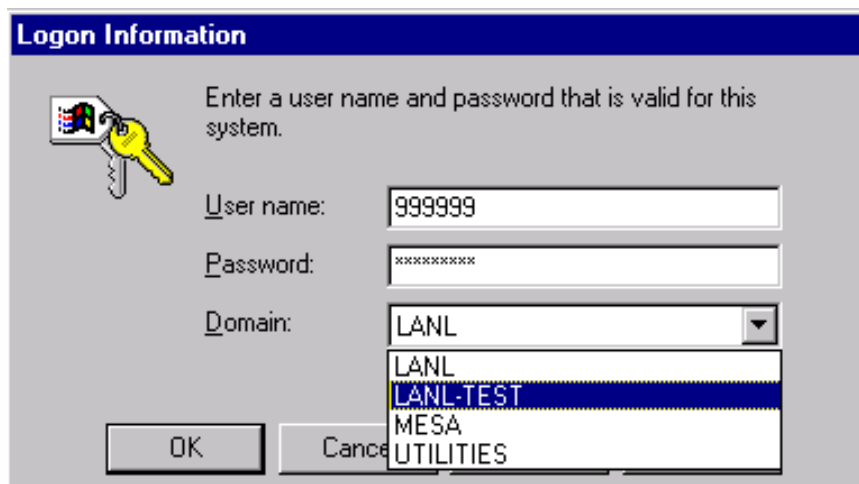 Logon Information
Enter a user name and password that is valid for this
system.
User name: 999999
Password: *********
Domain: LANL
LANL
LANL-TEST
MESA
UTILITIES
OK
Cance